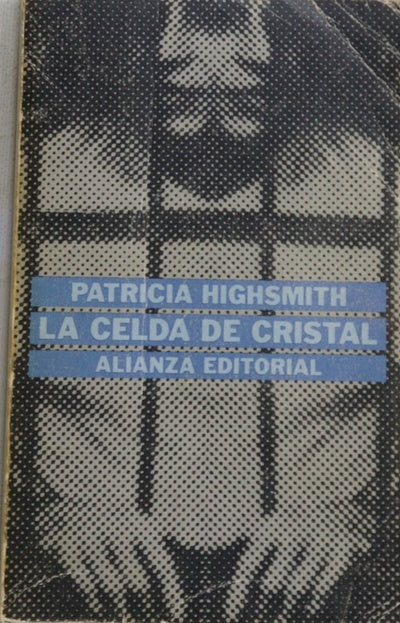 PATRICIA HIGHSMITH
LA CELDA DE CRISTAL
ALIANZA EDITORIAL